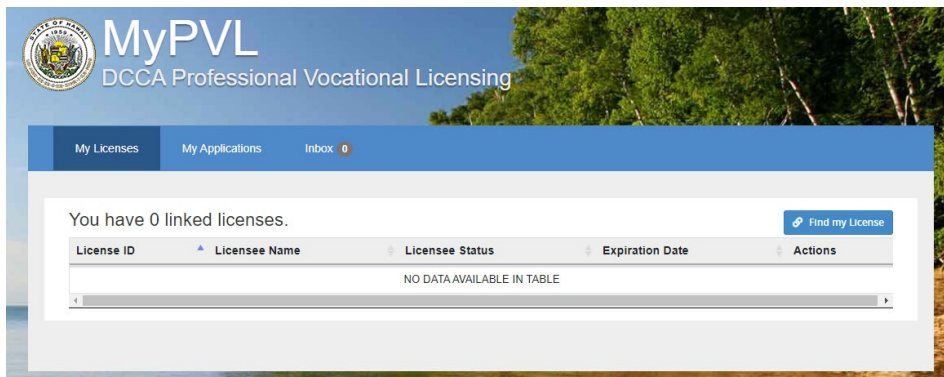 MyPVL
DCCA Professional Vocational Licensing
My Licenses My Applications Inbox 0
You have 0 linked licenses. Find my License
License ID Licensee Name Licensee Status Expiration Date Actions
NO DATA AVAILABLE IN TABLE